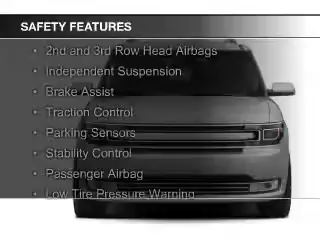 SAFETY FEATURES
• 2nd and 3rd Row Head Airbags
• Independent Suspension
• Brake Assist
• Traction Control
• Parking Sensors
• Stability Control
• Passenger Airbag
• Low Tire Pressure Warning